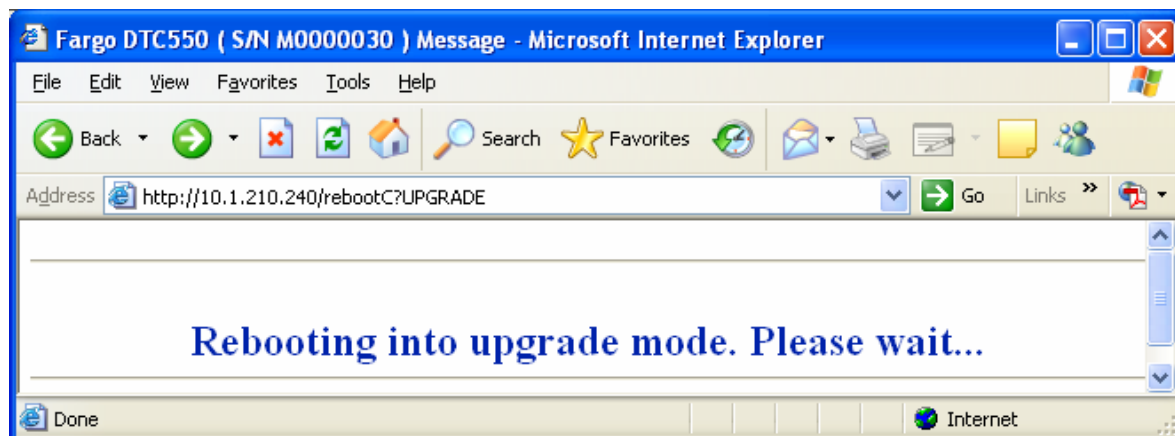 Fargo DTC550 ( S/N M0000030 ) Message - Microsoft Internet Explorer
File Edit View Favorites Tools Help
Back Search Favorites
Address http://10.1.210.240/rebootC?UPGRADE Go Links »
Rebooting into upgrade mode. Please wait...
Done Internet